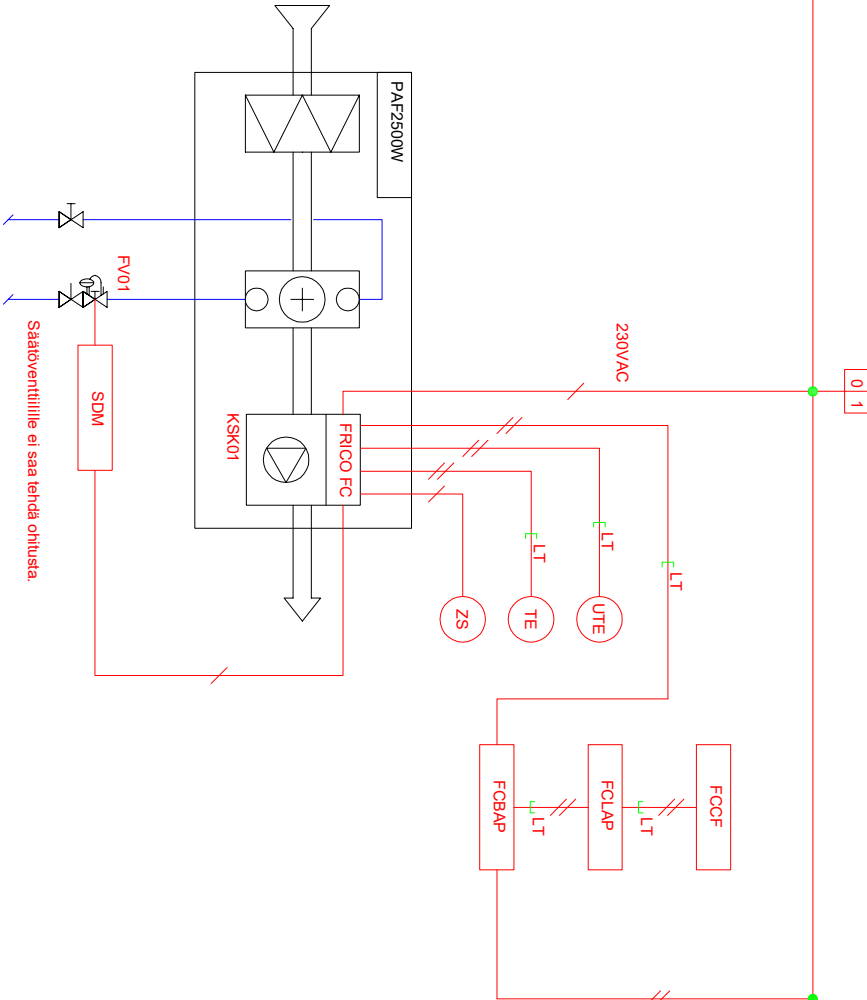 PAF2500W
FV01
SDM
Säätöventtiilille ei saa tehdä ohitusta.
KSK01
FRICO FC
230VAC
0 1
LT
LT
LT
UTE
TE
ZS
FCBAP
LT
FCLAP
LT
FCCF